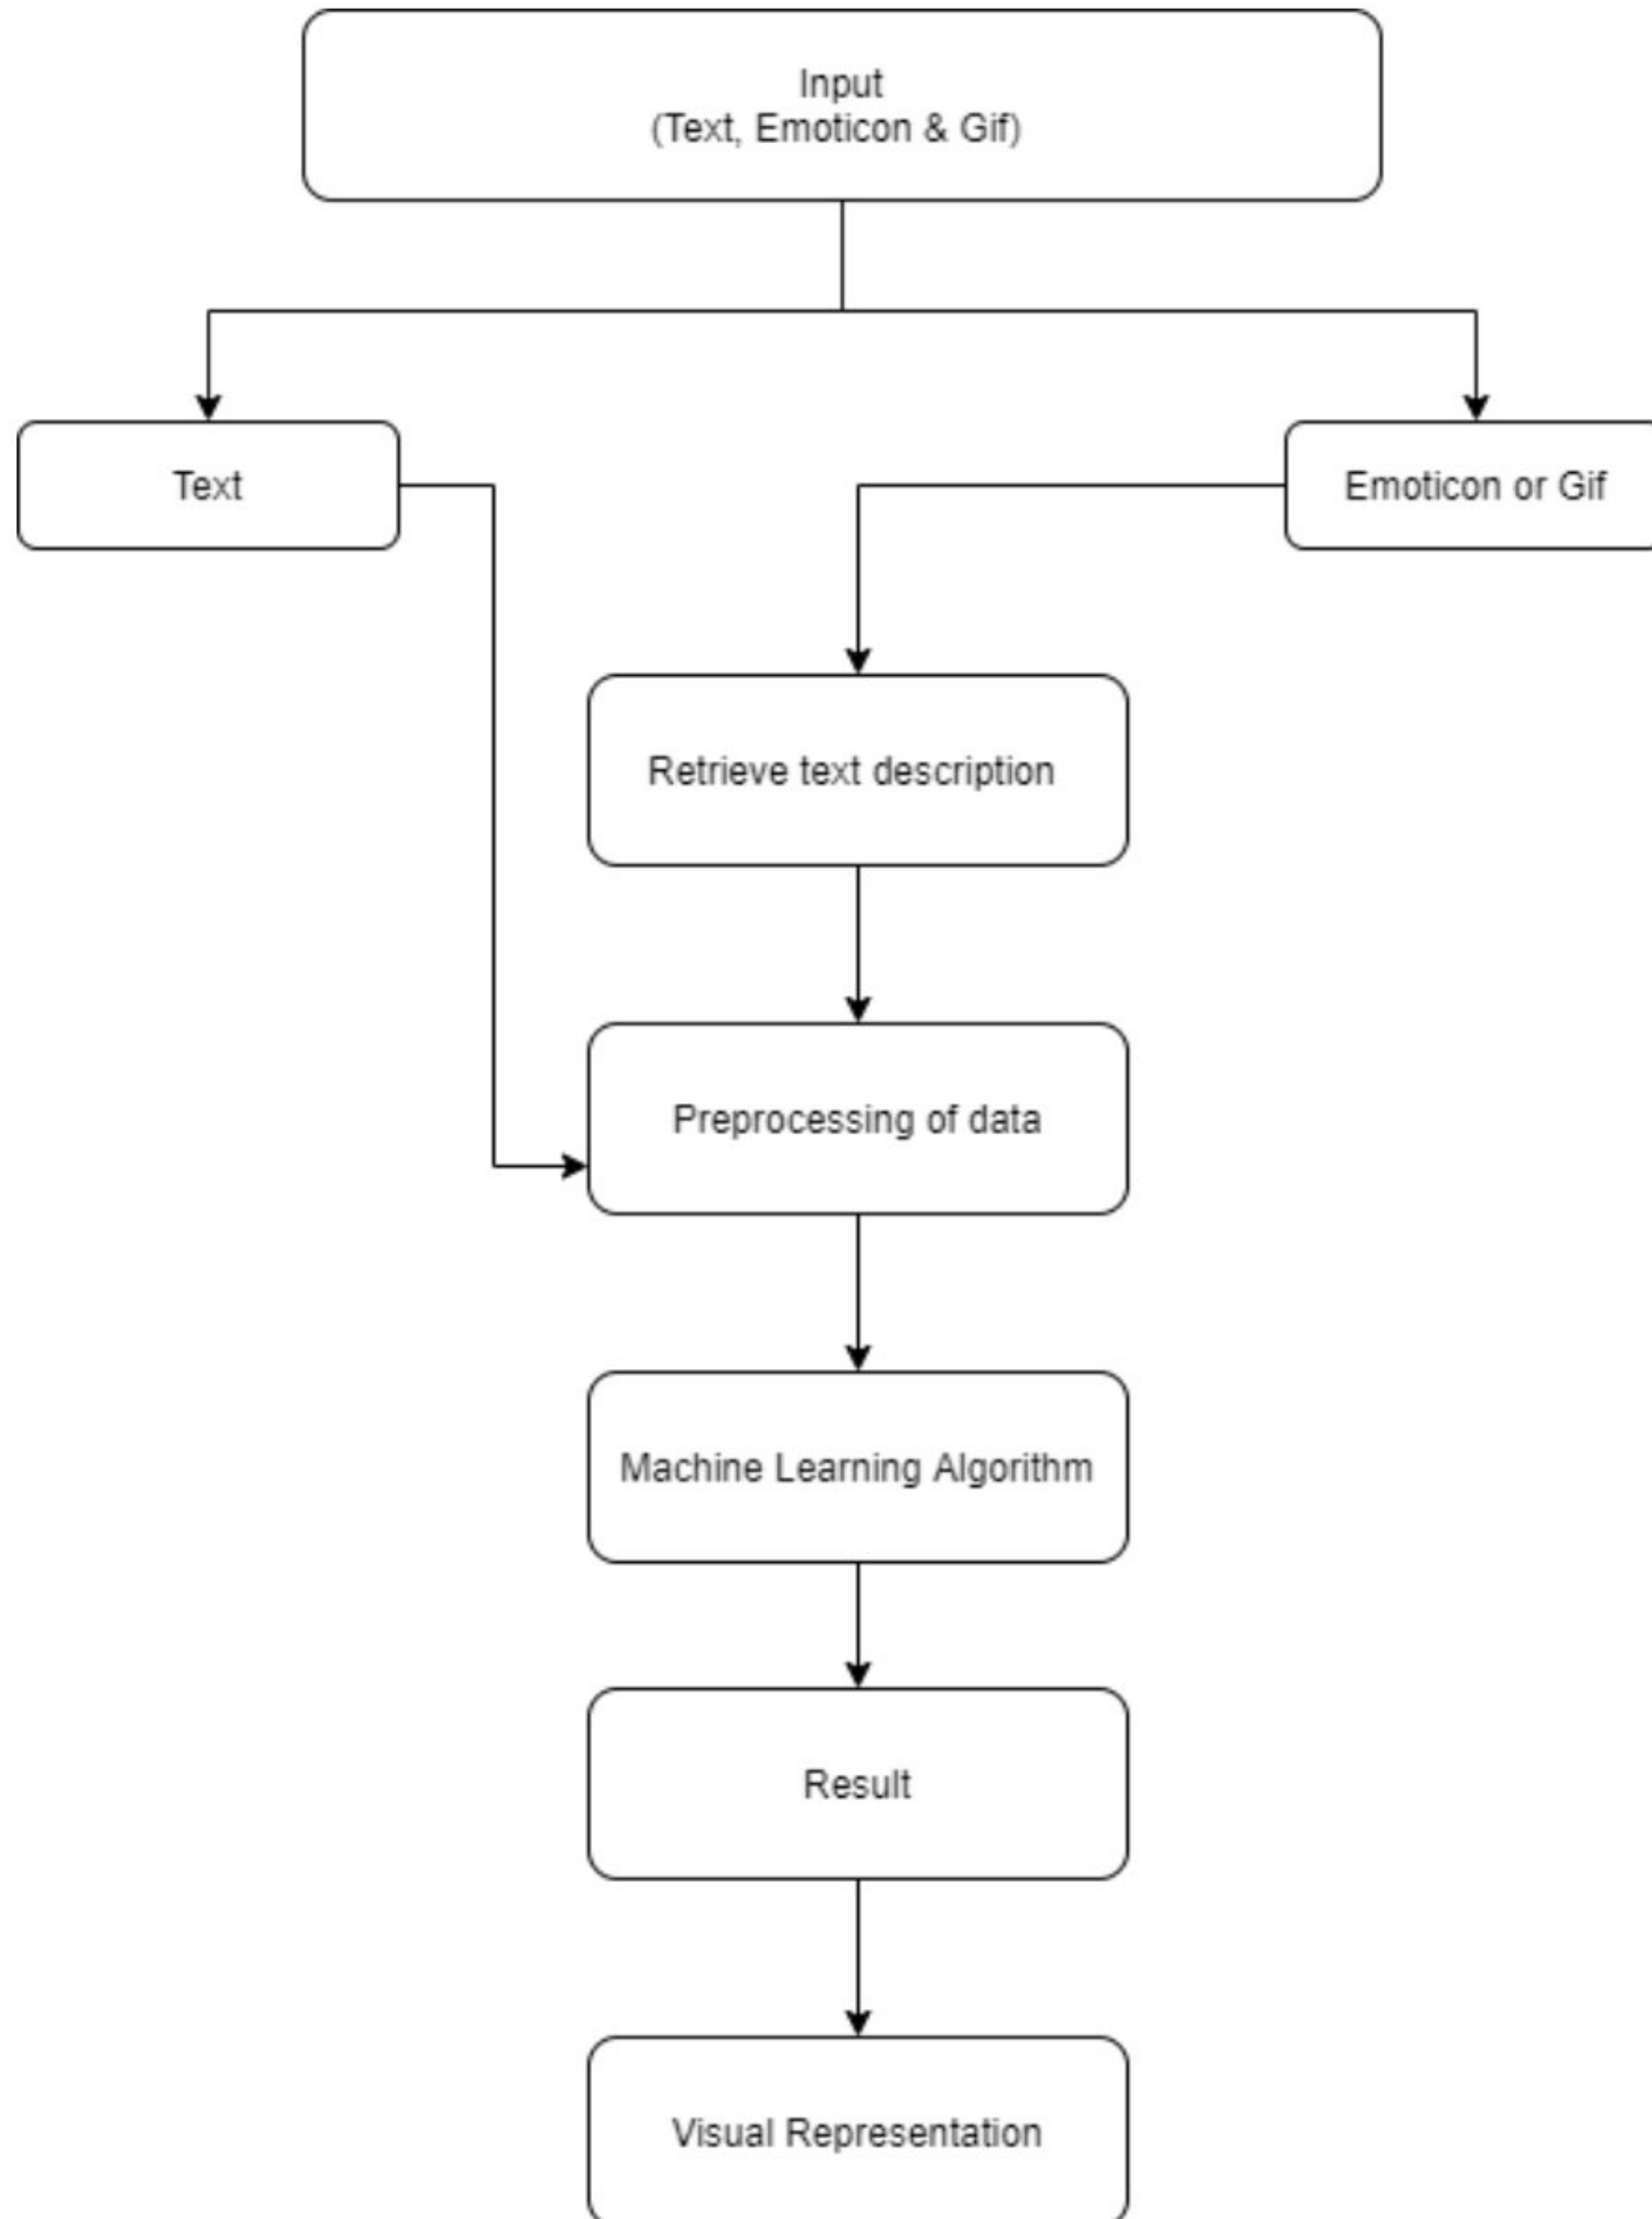 Input
(Text, Emoticon & Gif)
Text
Emoticon or Gif
Retrieve text description
Preprocessing of data
Machine Learning Algorithm
Result
Visual Representation